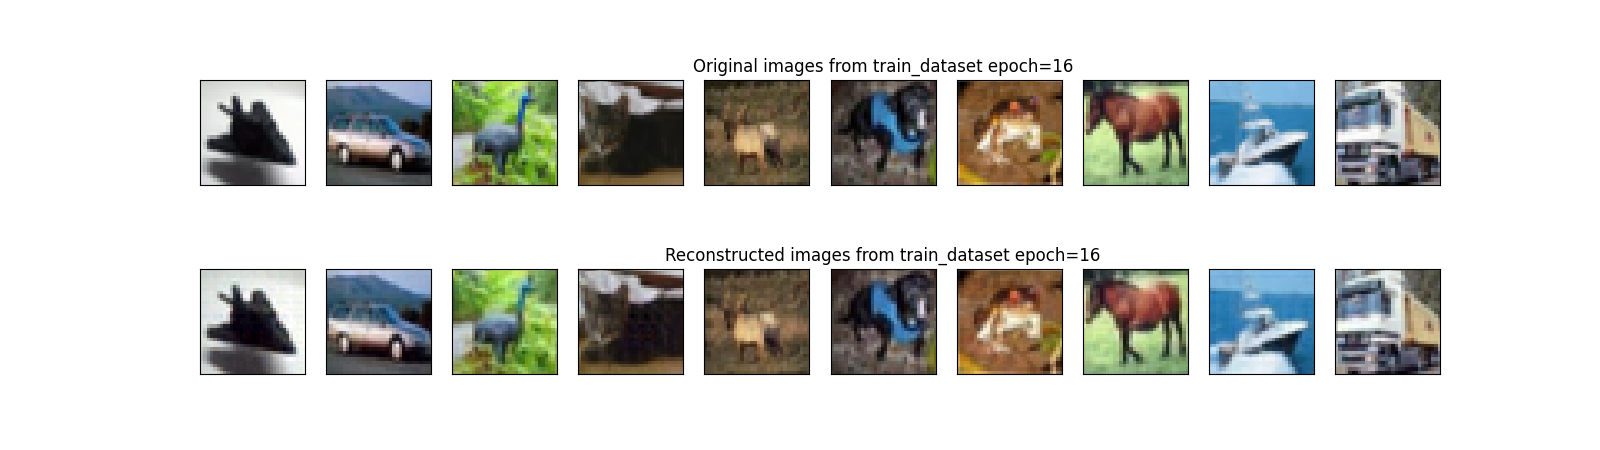 Original images from train_dataset epoch=16
Reconstructed images from train_dataset epoch=16